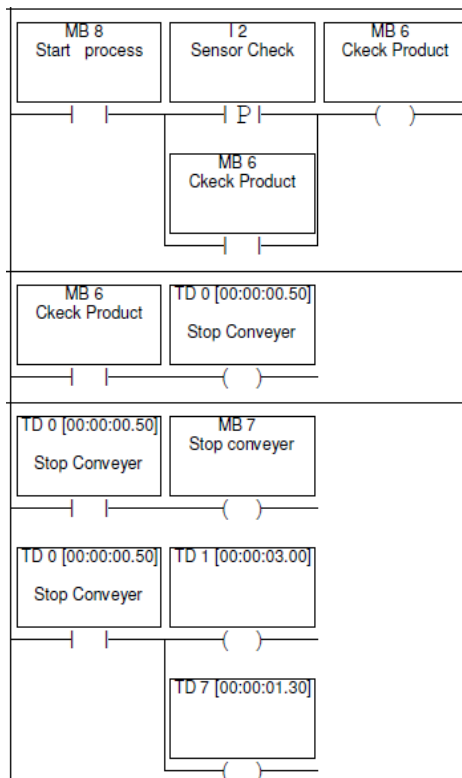 MB 8
Start process
I 2
Sensor Check
MB 6
Ckeck Product
P
MB 6
Ckeck Product
MB 6
Ckeck Product
TD 0 [00:00:00.50]
Stop Conveyer
TD 0 [00:00:00.50]
Stop Conveyer
MB 7
Stop conveyer
TD 0 [00:00:00.50]
Stop Conveyer
TD 1 [00:00:03.00]
TD 7 [00:00:01.30]